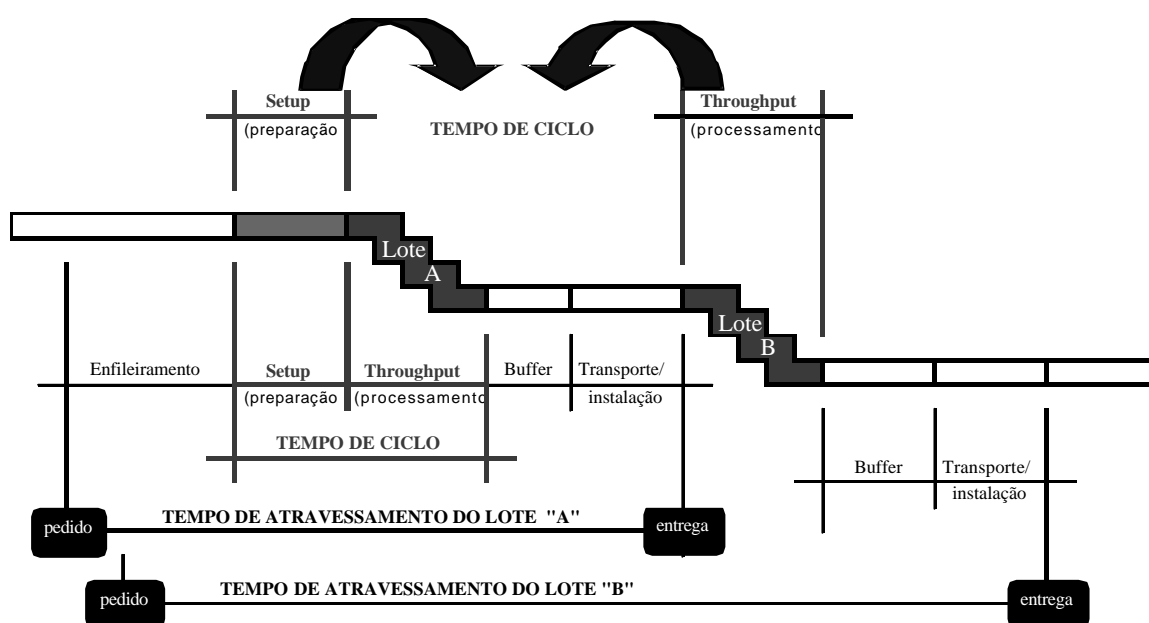 Setup
(preparação
TEMPO DE CICLO
Throughput
(processamento
Lote
A
Lote
B
Enfileiramento
Setup
(preparação
Throughput
(processamento
Buffer
Transporte/
instalação
TEMPO DE CICLO
Buffer
Transporte/
instalação
pedido
TEMPO DE ATRAVESSAMENTO DO LOTE "A"
entrega
pedido
TEMPO DE ATRAVESSAMENTO DO LOTE "B"
entrega